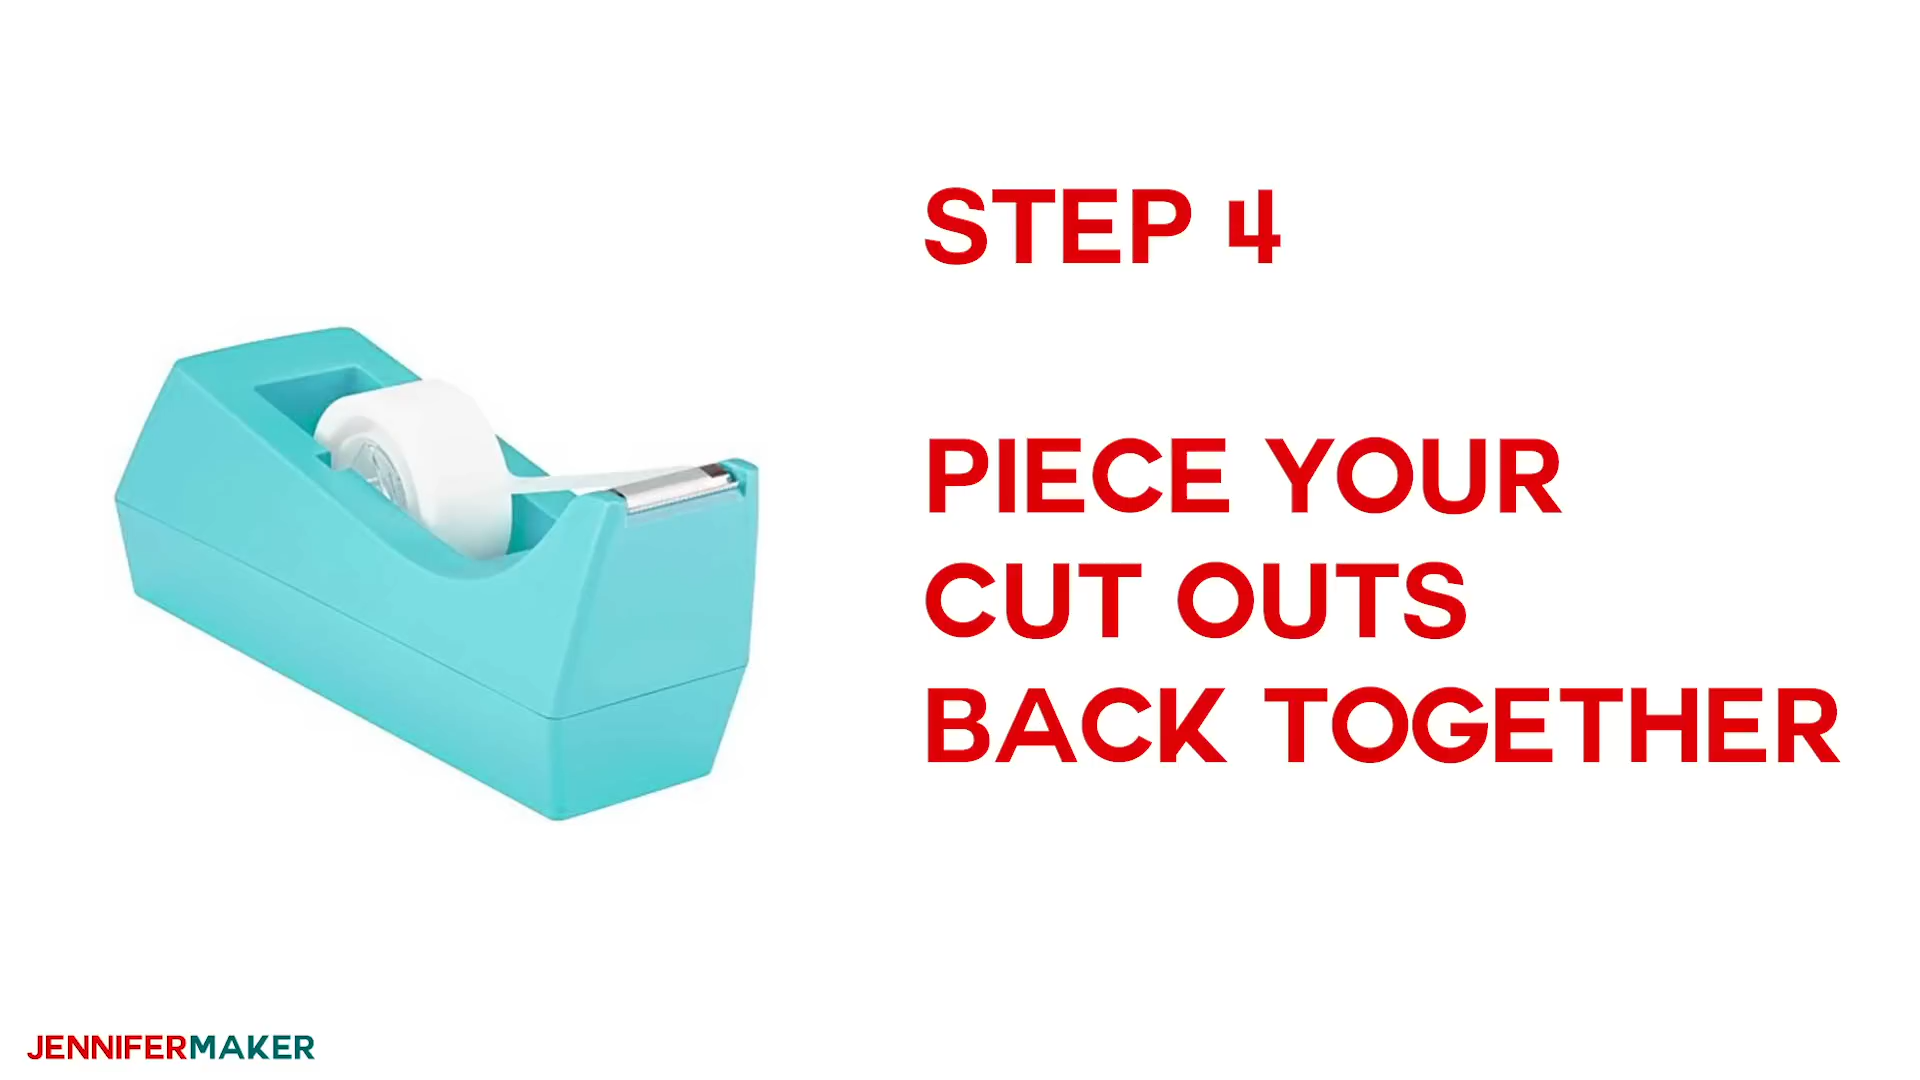 STEP 4
PIECE YOUR
CUT OUTS
BACK TOGETHER
JENNIFERMAKER